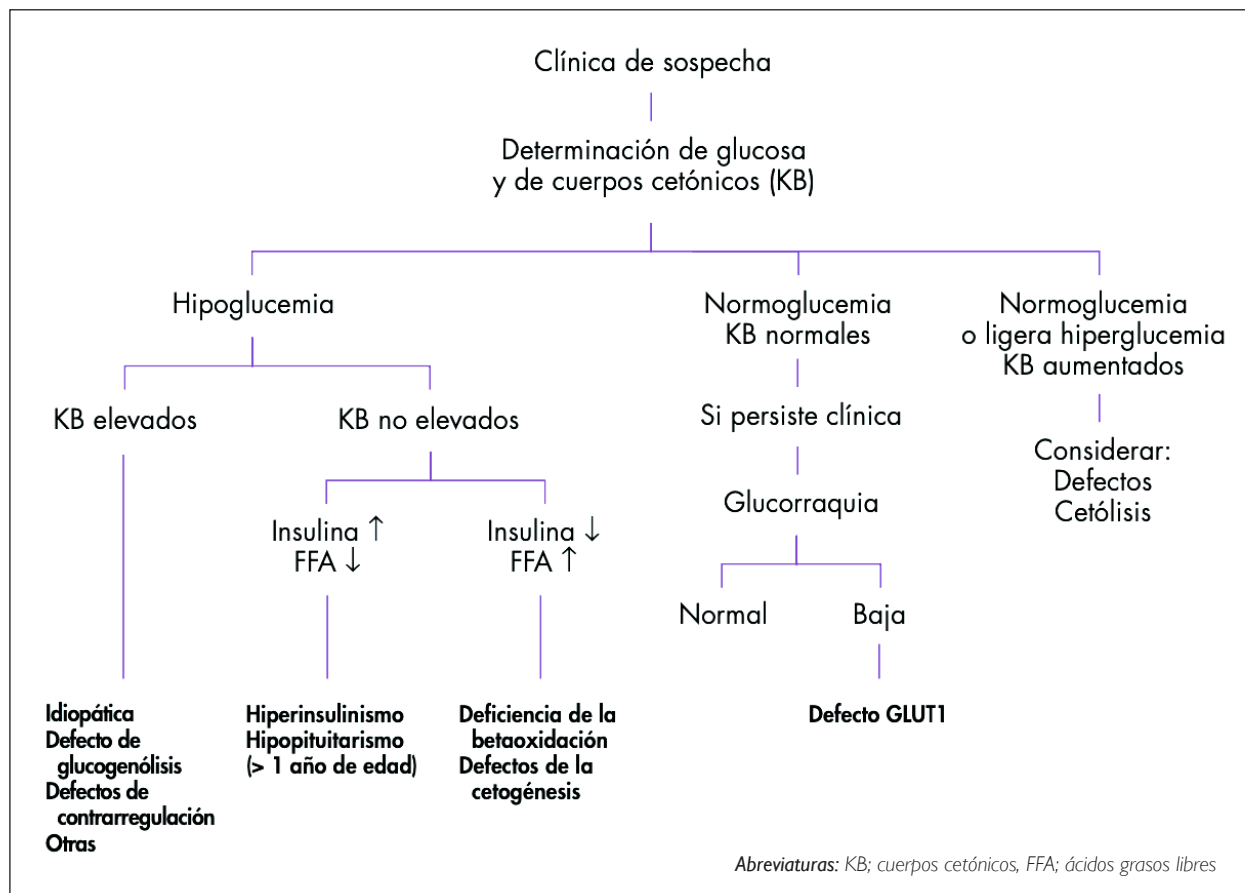 Clínica de sospecha
Determinación de glucosa
y de cuerpos cetónicos (KB)
Hipoglucemia
Normoglucemia
KB normales
Normoglucemia
o ligera hiperglucemia
KB aumentados
KB elevados
KB no elevados
Si persiste clínica
Considerar:
Defectos
Cetólisis
Insulina ↑
FFA ↓
Insulina ↓
FFA ↑
Glucorraquia
Normal
Baja
Idiopática
Defecto de
glucogenólisis
Defectos de
contrarregulación
Otras
Hiperinsulinismo
Hipopituitarismo
(> 1 año de edad)
Deficiencia de la
betaoxidación
Defectos de la
cetogénesis
Defecto GLUT1
Abreviaturas: KB; cuerpos cetónicos, FFA; ácidos grasos libres